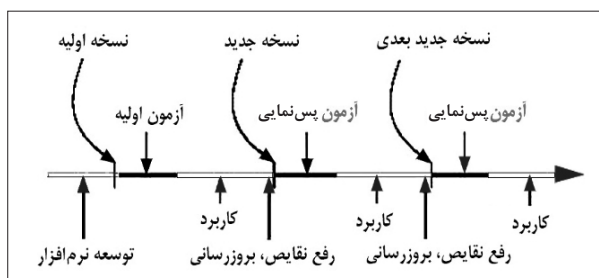 نسخه اولیه
نسخه جدید
نسخه جدید بعدی
آزمون اولیه
آزمون پس‌نمایی
آزمون پس‌نمایی
کاربرد
کاربرد
کاربرد
توسعه نرم‌افزار
رفع نقایص، بروزرسانی
رفع نقایص، بروزرسانی